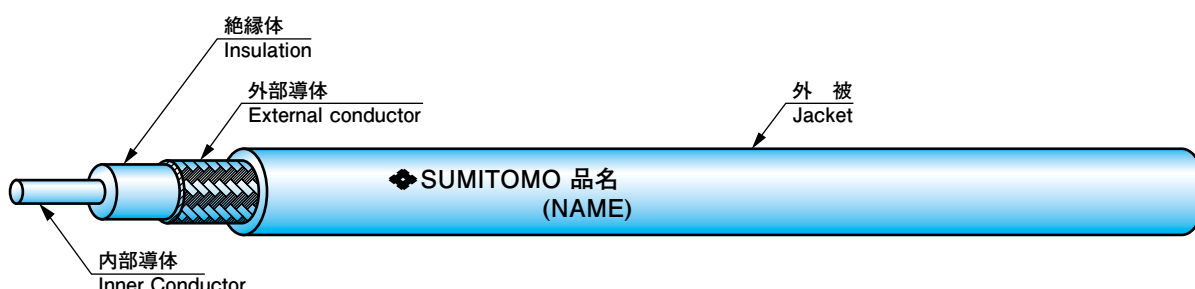 絶縁体
Insulation
外部導体
External conductor
外 被
Jacket
SUMITOMO 品名
(NAME)
内部導体
Inner Conductor